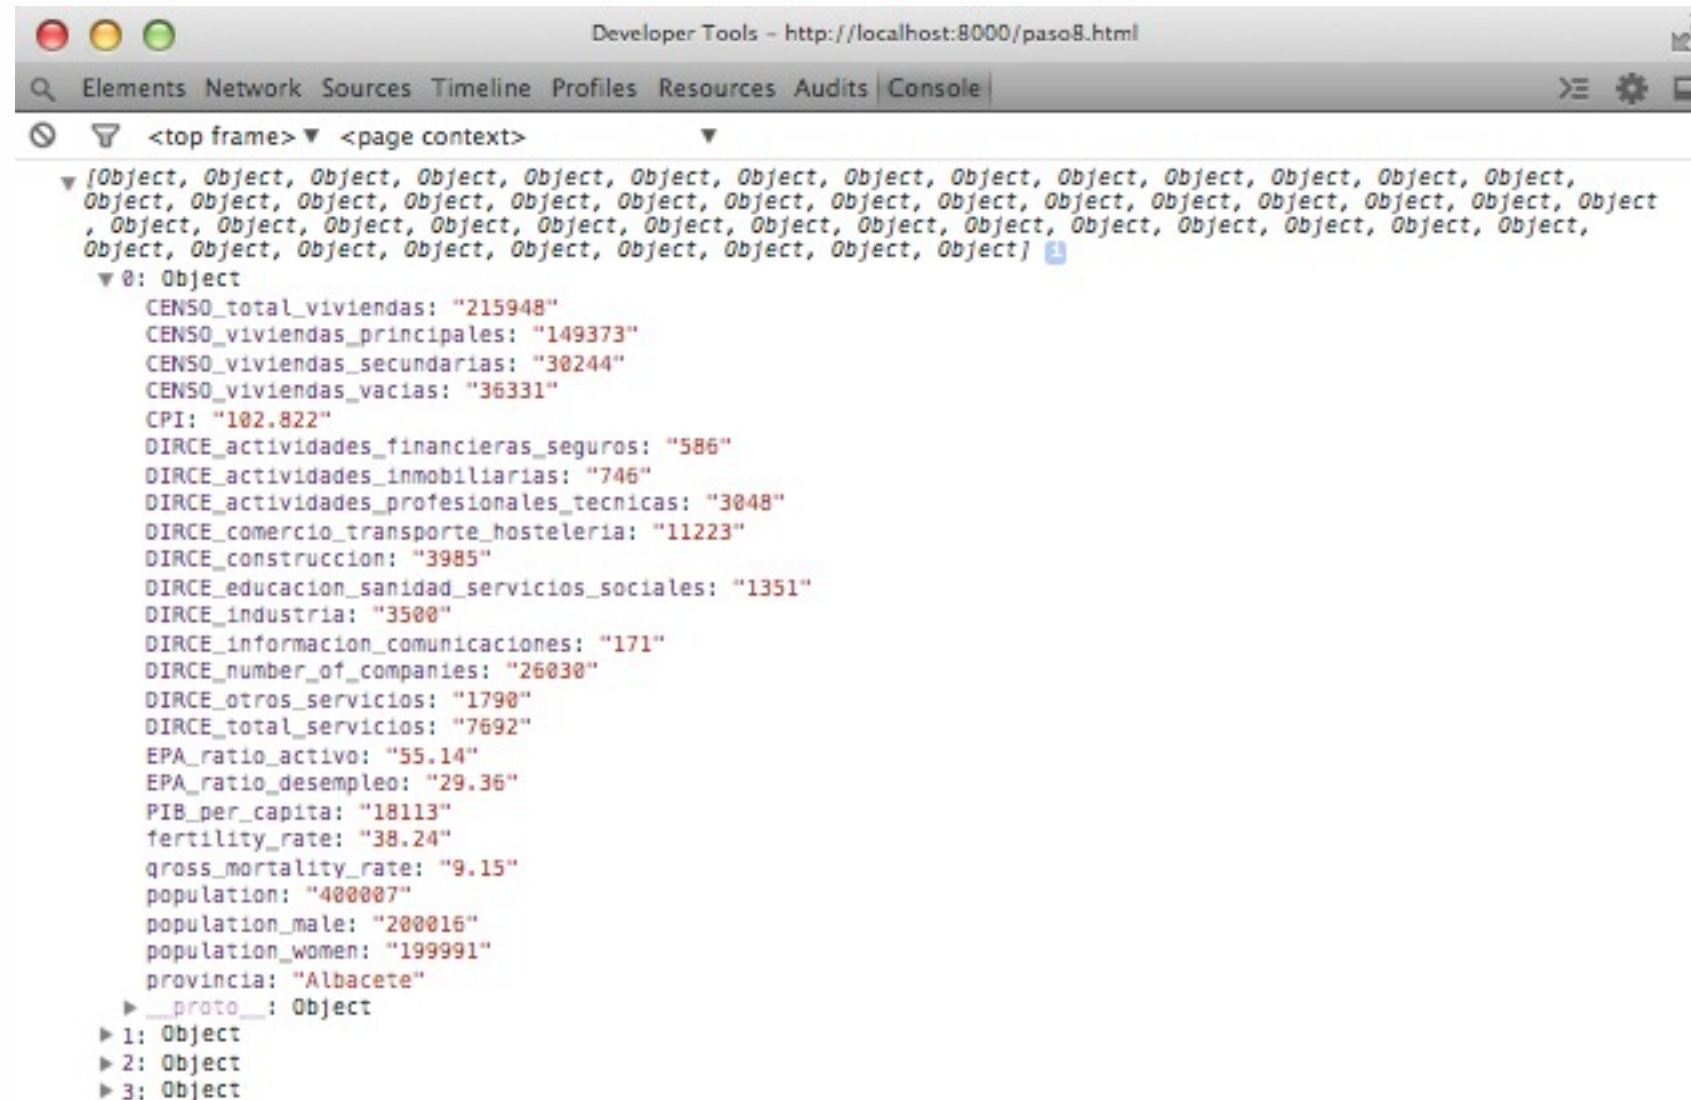 Developer Tools - http://localhost:8000/paso8.html
Elements Network Sources Timeline Profiles Resources Audits Console
<top frame> ▼ <page context> ▼
▼ [Object, Object, Object, Object, Object, Object, Object, Object, Object, Object, Object, Object, Object, Object,
Object, Object, Object, Object, Object, Object, Object, Object, Object, Object, Object, Object, Object, Object, Object
, Object, Object, Object, Object, Object, Object, Object, Object, Object, Object, Object, Object, Object, Object,
Object, Object, Object, Object, Object, Object, Object, Object, Object]
▼ 0: Object
CENSO_total_viviendas: "215948"
CENSO_viviendas_principales: "149373"
CENSO_viviendas_secundarias: "30244"
CENSO_viviendas_vacias: "36331"
CPI: "102.822"
DIRCE_actividades_financieras_seguros: "586"
DIRCE_actividades_inmobiliarias: "746"
DIRCE_actividades_profesionales_tecnicas: "3048"
DIRCE_comercio_transporte_hosteleria: "11223"
DIRCE_construccion: "3985"
DIRCE_educacion_sanidad_servicios_sociales: "1351"
DIRCE_industria: "3500"
DIRCE_informacion_comunicaciones: "171"
DIRCE_number_of_companies: "26030"
DIRCE_otros_servicios: "1790"
DIRCE_total_servicios: "7692"
EPA_ratio_activo: "55.14"
EPA_ratio_desempleo: "29.36"
PIB_per_capita: "18113"
fertility_rate: "38.24"
gross_mortality_rate: "9.15"
population: "400007"
population_male: "200016"
population_women: "199991"
provincia: "Albacete"
▶ __proto__: Object
▶ 1: Object
▶ 2: Object
▶ 3: Object